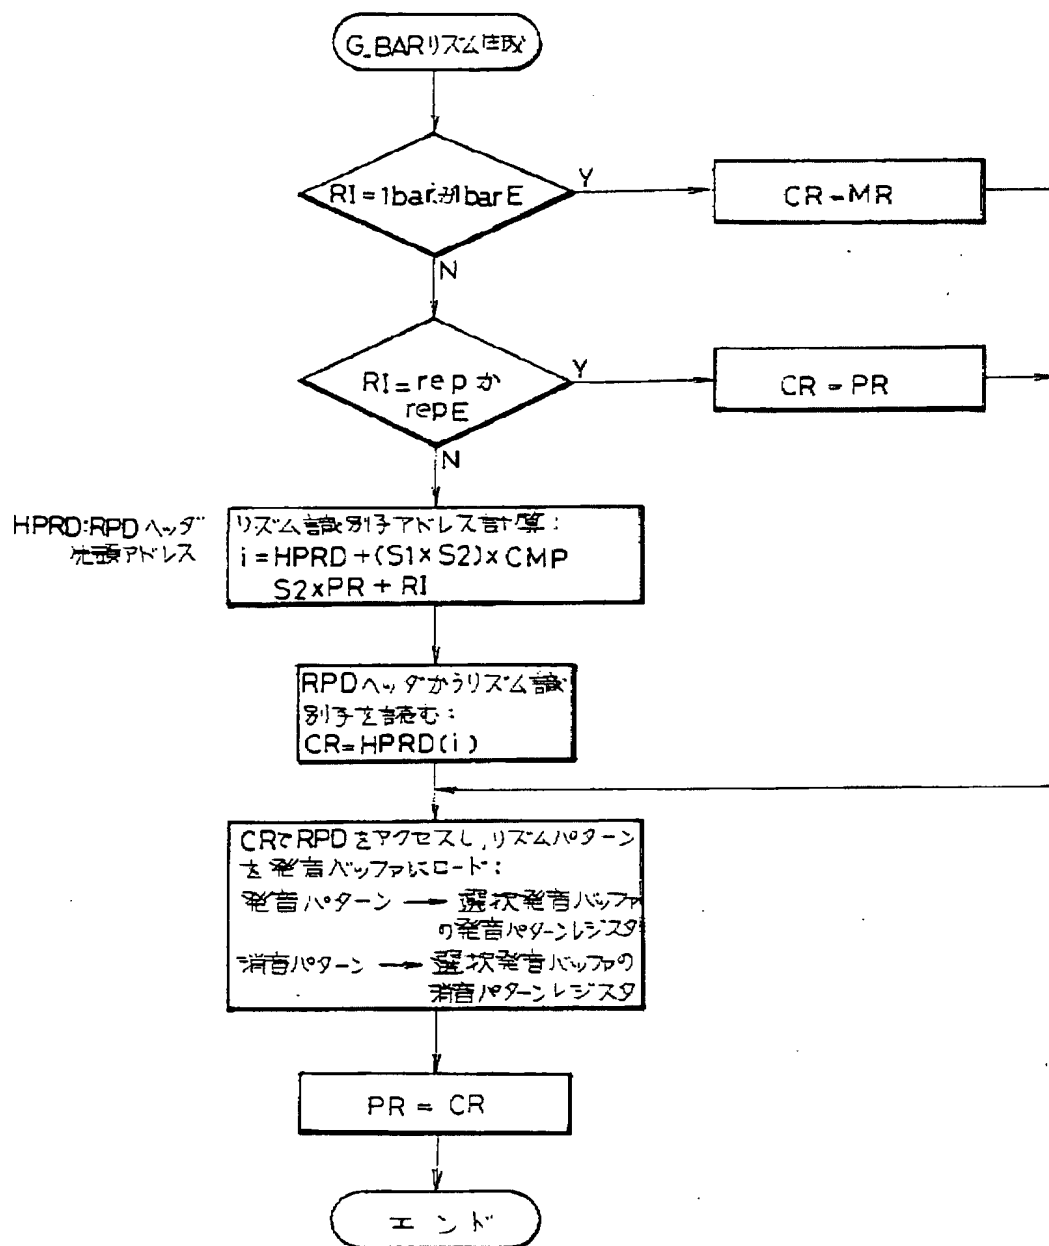 G_BARリズム生成
RI=1barか1barE
Y
CR=MR
N
RI=repか
repE
Y
CR=PR
N
HPRD:RPDヘッダ
先頭アドレス
リズム識別子アドレス計算:
i=HPRD+(S1×S2)×CMP
S2×PR+RI
RPDヘッダからリズム識
別子を読む:
CR=HPRD(i)
CRでRPDをアクセスし,リズムパターン
を発音バッファにロード:
発音パターン → 選択発音バッファ
の発音パターンレジスタ
消音パターン → 選択発音バッファの
消音パターンレジスタ
PR = CR
エンド